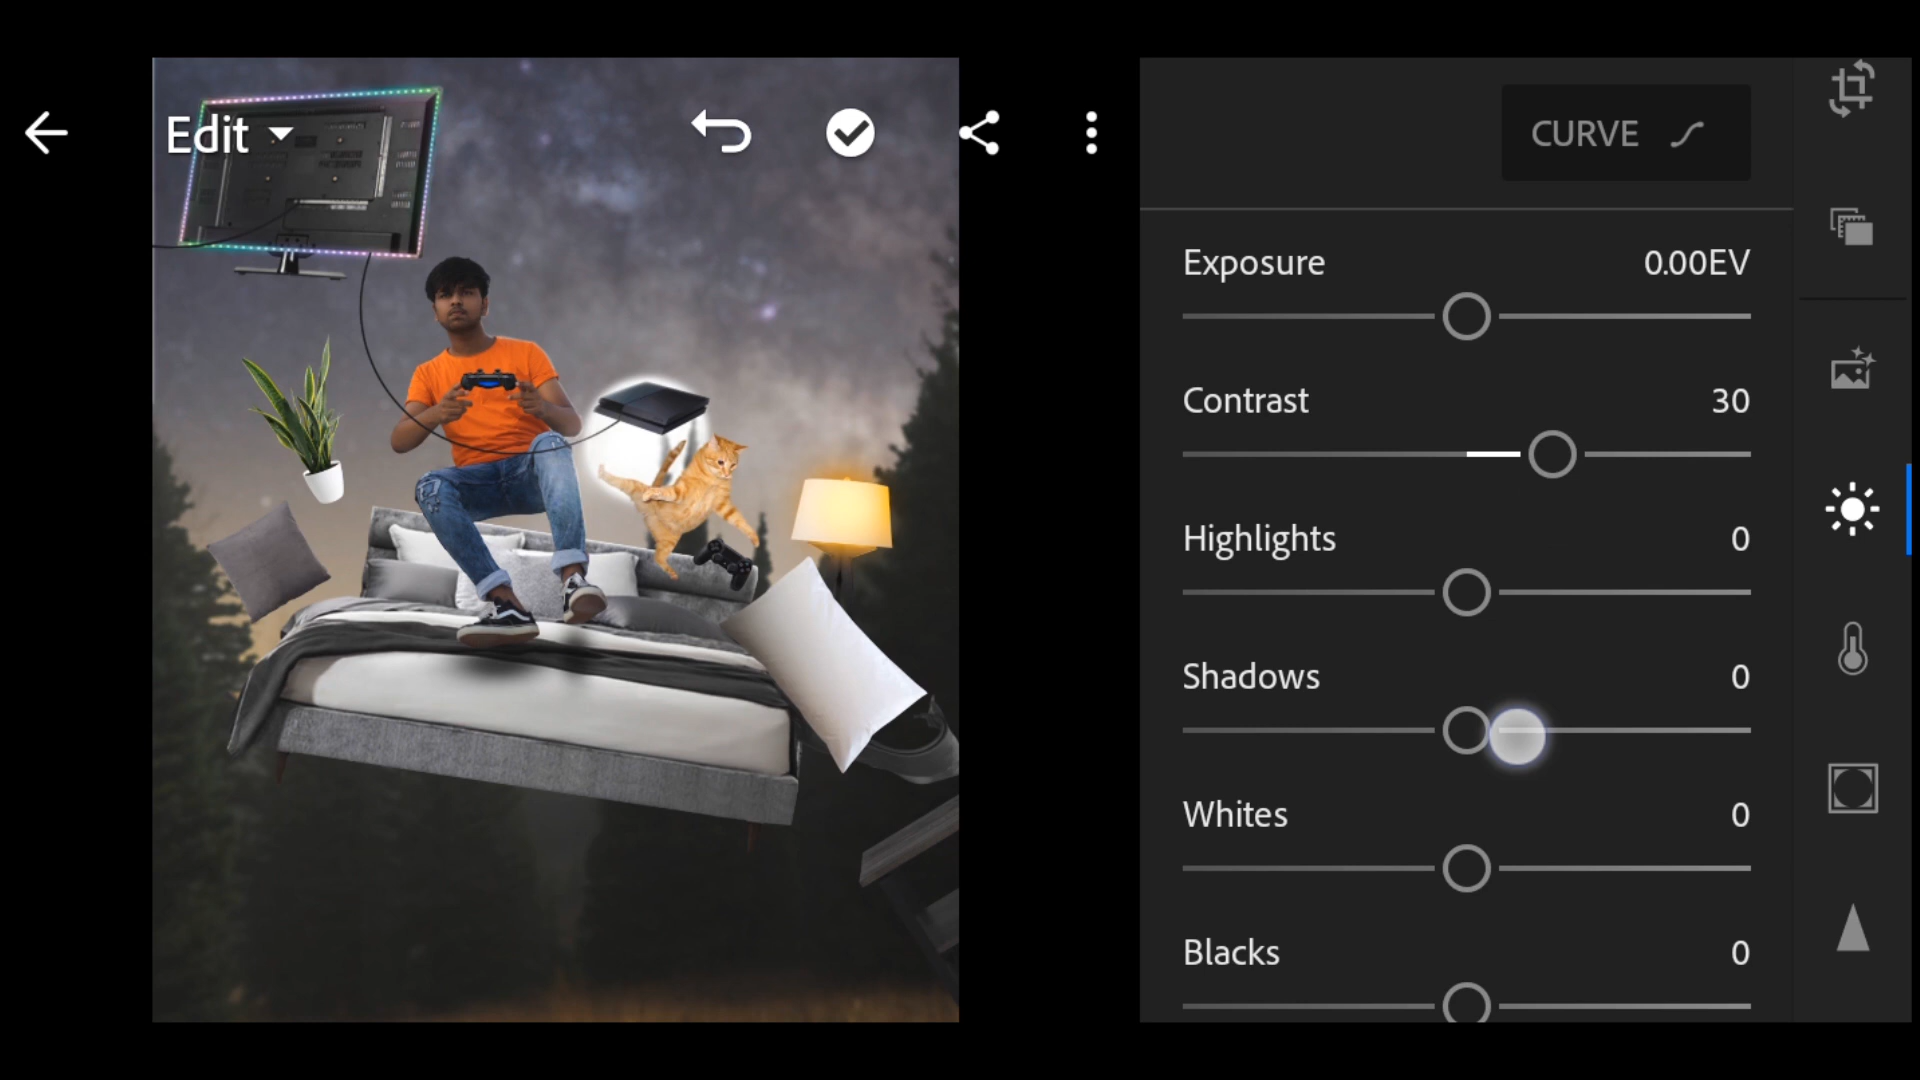 Edit
CURVE
Exposure 0.00EV
Contrast 30
Highlights 0
Shadows 0
Whites 0
Blacks 0